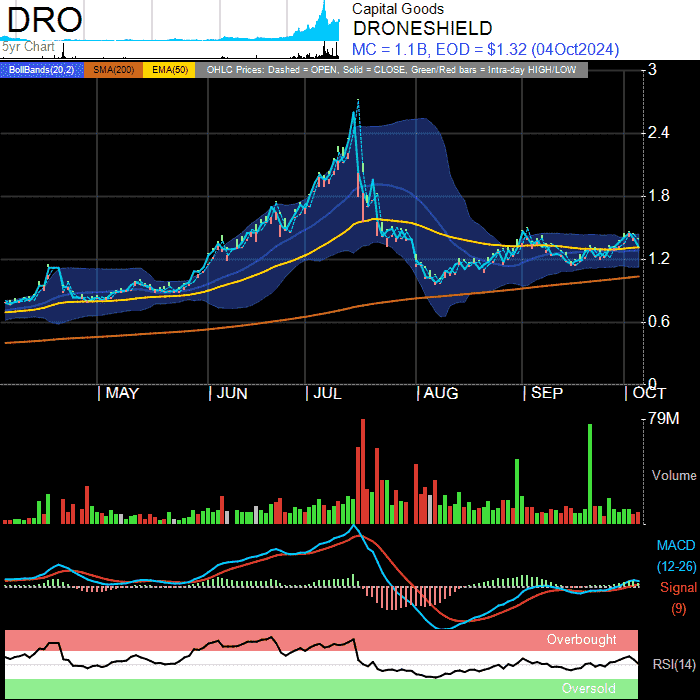 DRO
Capital Goods
DRONESHIELD
5yr Chart
MC = 1.1B, EOD = $1.32 (04Oct2024)
BollBands(20,2) SMA(200) EMA(50) OHLC Prices: Dashed = OPEN, Solid = CLOSE, Green/Red bars = Intra-day HIGH/LOW
3
2.4
1.8
1.2
0.6
0
MAY JUN JUL AUG SEP OCT
79M
Volume
MACD
(12-26)
Signal
(9)
Overbought
RSI(14)
Oversold